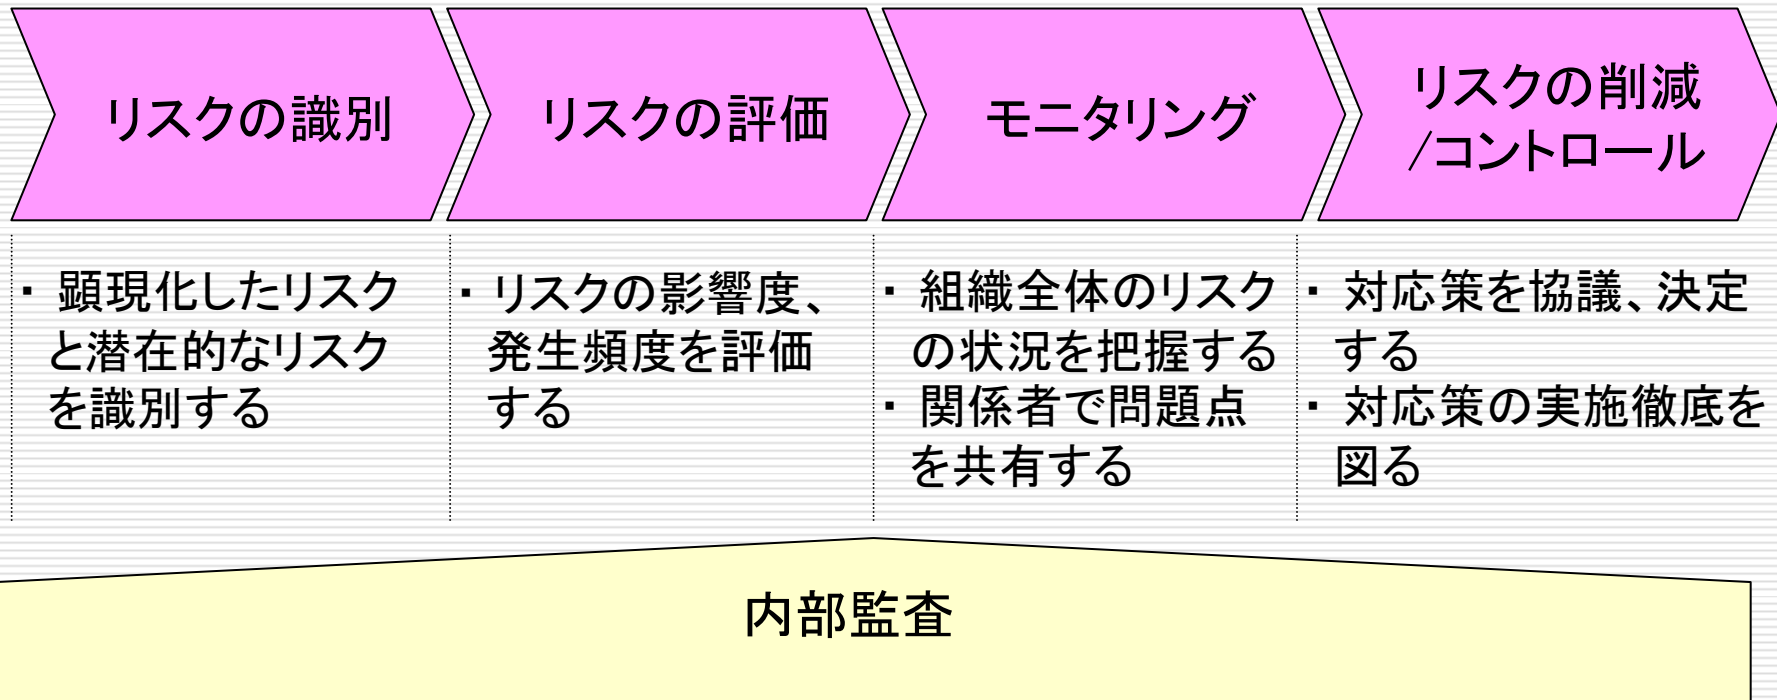 リスクの識別
リスクの評価
モニタリング
リスクの削減
/コントロール
・ 顕現化したリスク
と潜在的なリスク
を識別する
・ リスクの影響度、
発生頻度を評価
する
・ 組織全体のリスク
の状況を把握する
・ 関係者で問題点
を共有する
・ 対応策を協議、決定
する
・ 対応策の実施徹底を
図る
内部監査